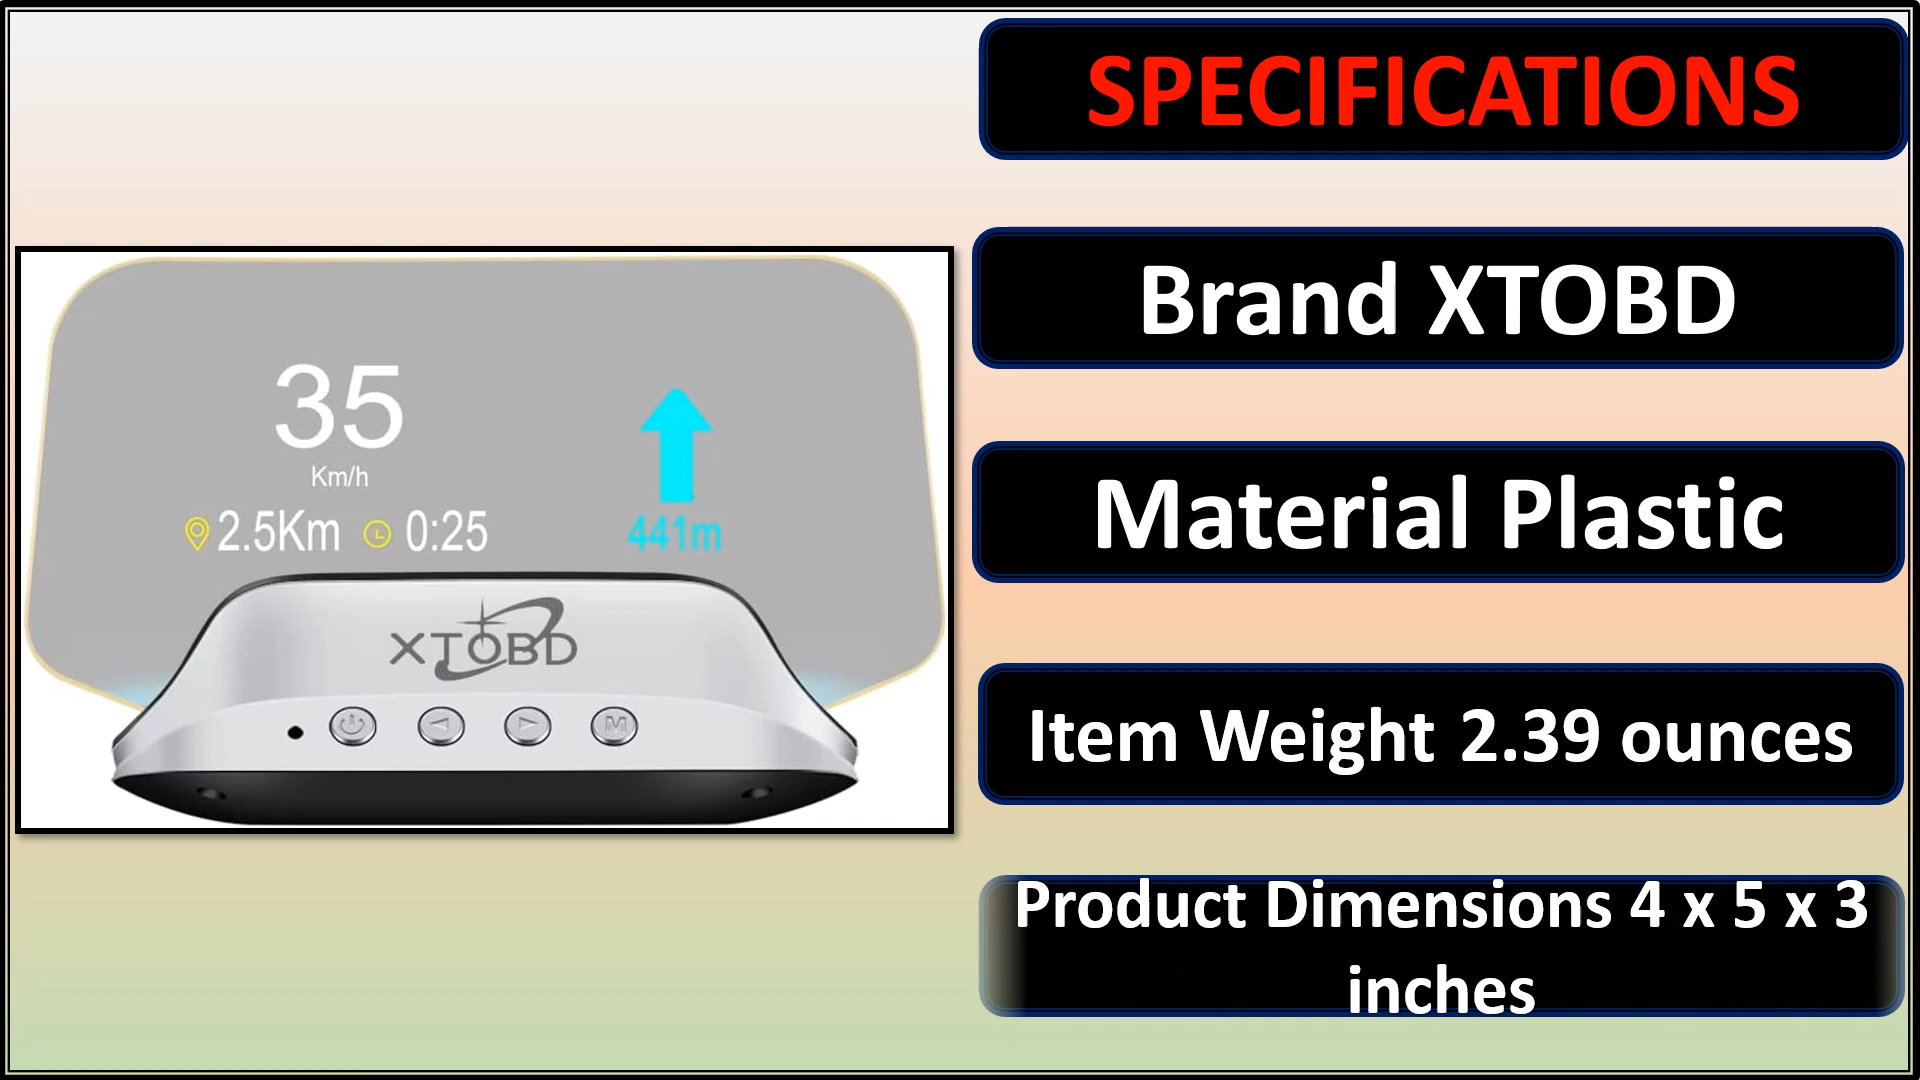 SPECIFICATIONS
Brand XTOBD
Material Plastic
Item Weight 2.39 ounces
Product Dimensions 4 x 5 x 3
inches
35
Km/h
2.5Km 0:25
441m
XTOBD
M